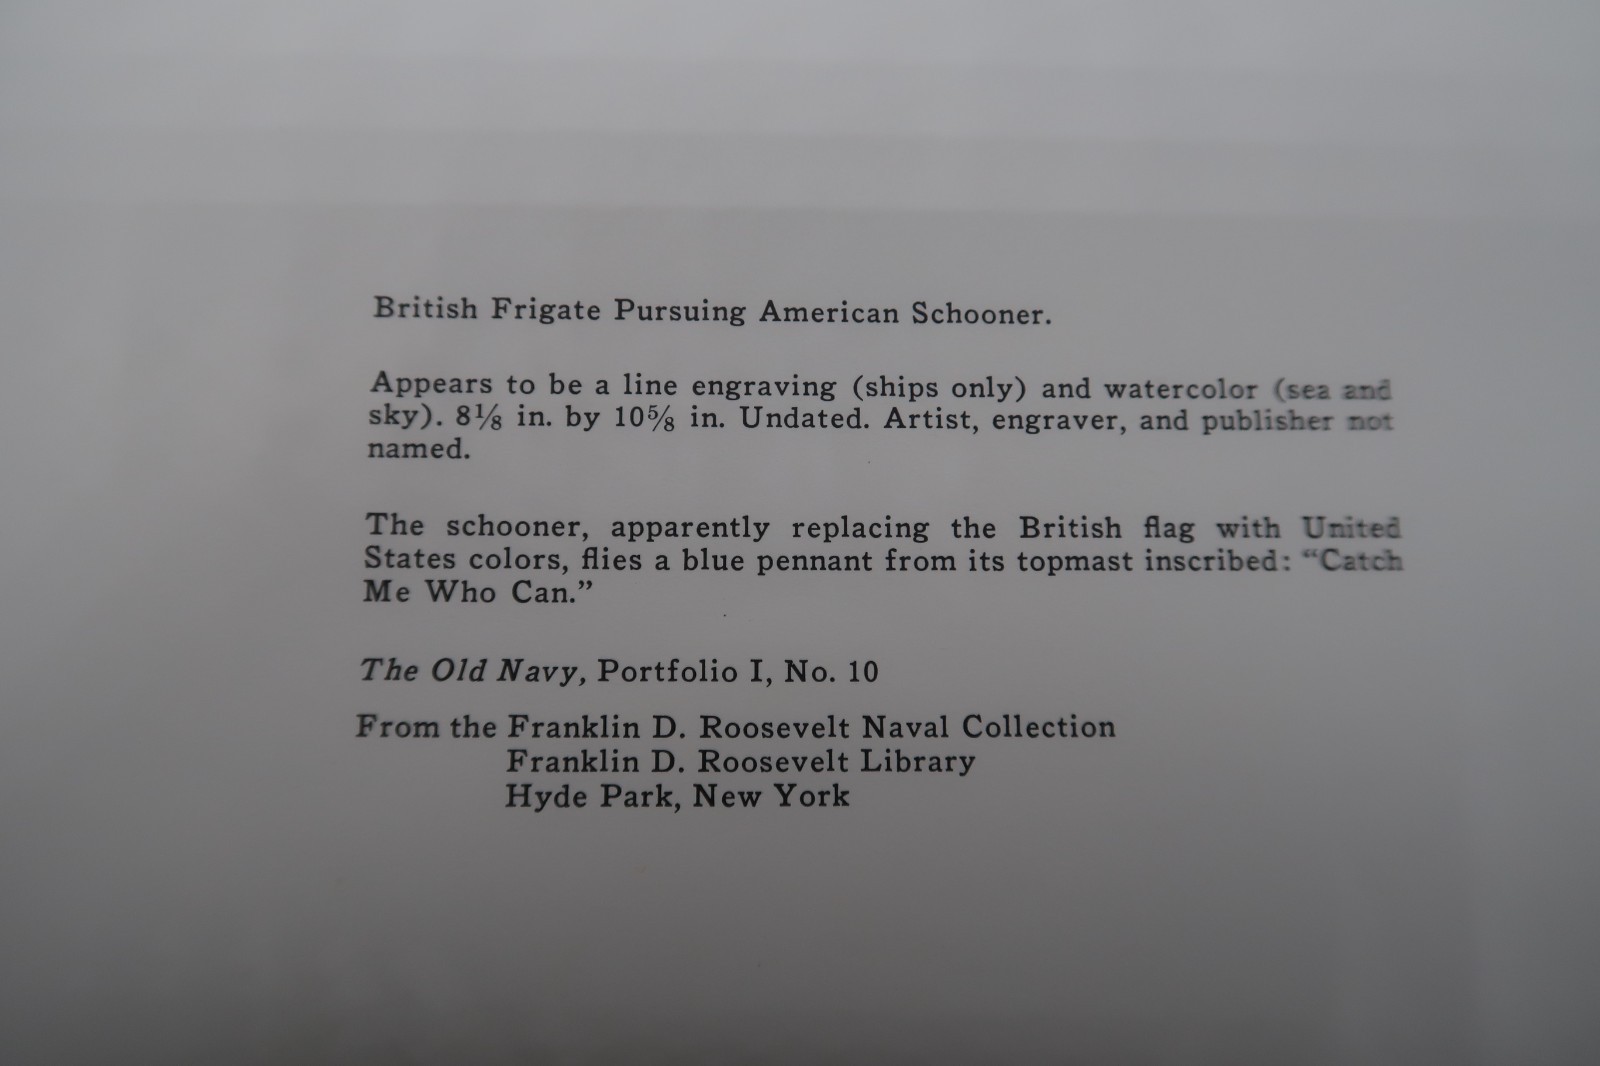 British Frigate Pursuing American Schooner.
Appears to be a line engraving (ships only) and watercolor (sea and
sky). 8⅛ in. by 10⅝ in. Undated. Artist, engraver, and publisher not
named.
The schooner, apparently replacing the British flag with United
States colors, flies a blue pennant from its topmast inscribed: “Catch
Me Who Can.”
The Old Navy, Portfolio I, No. 10
From the Franklin D. Roosevelt Naval Collection
Franklin D. Roosevelt Library
Hyde Park, New York